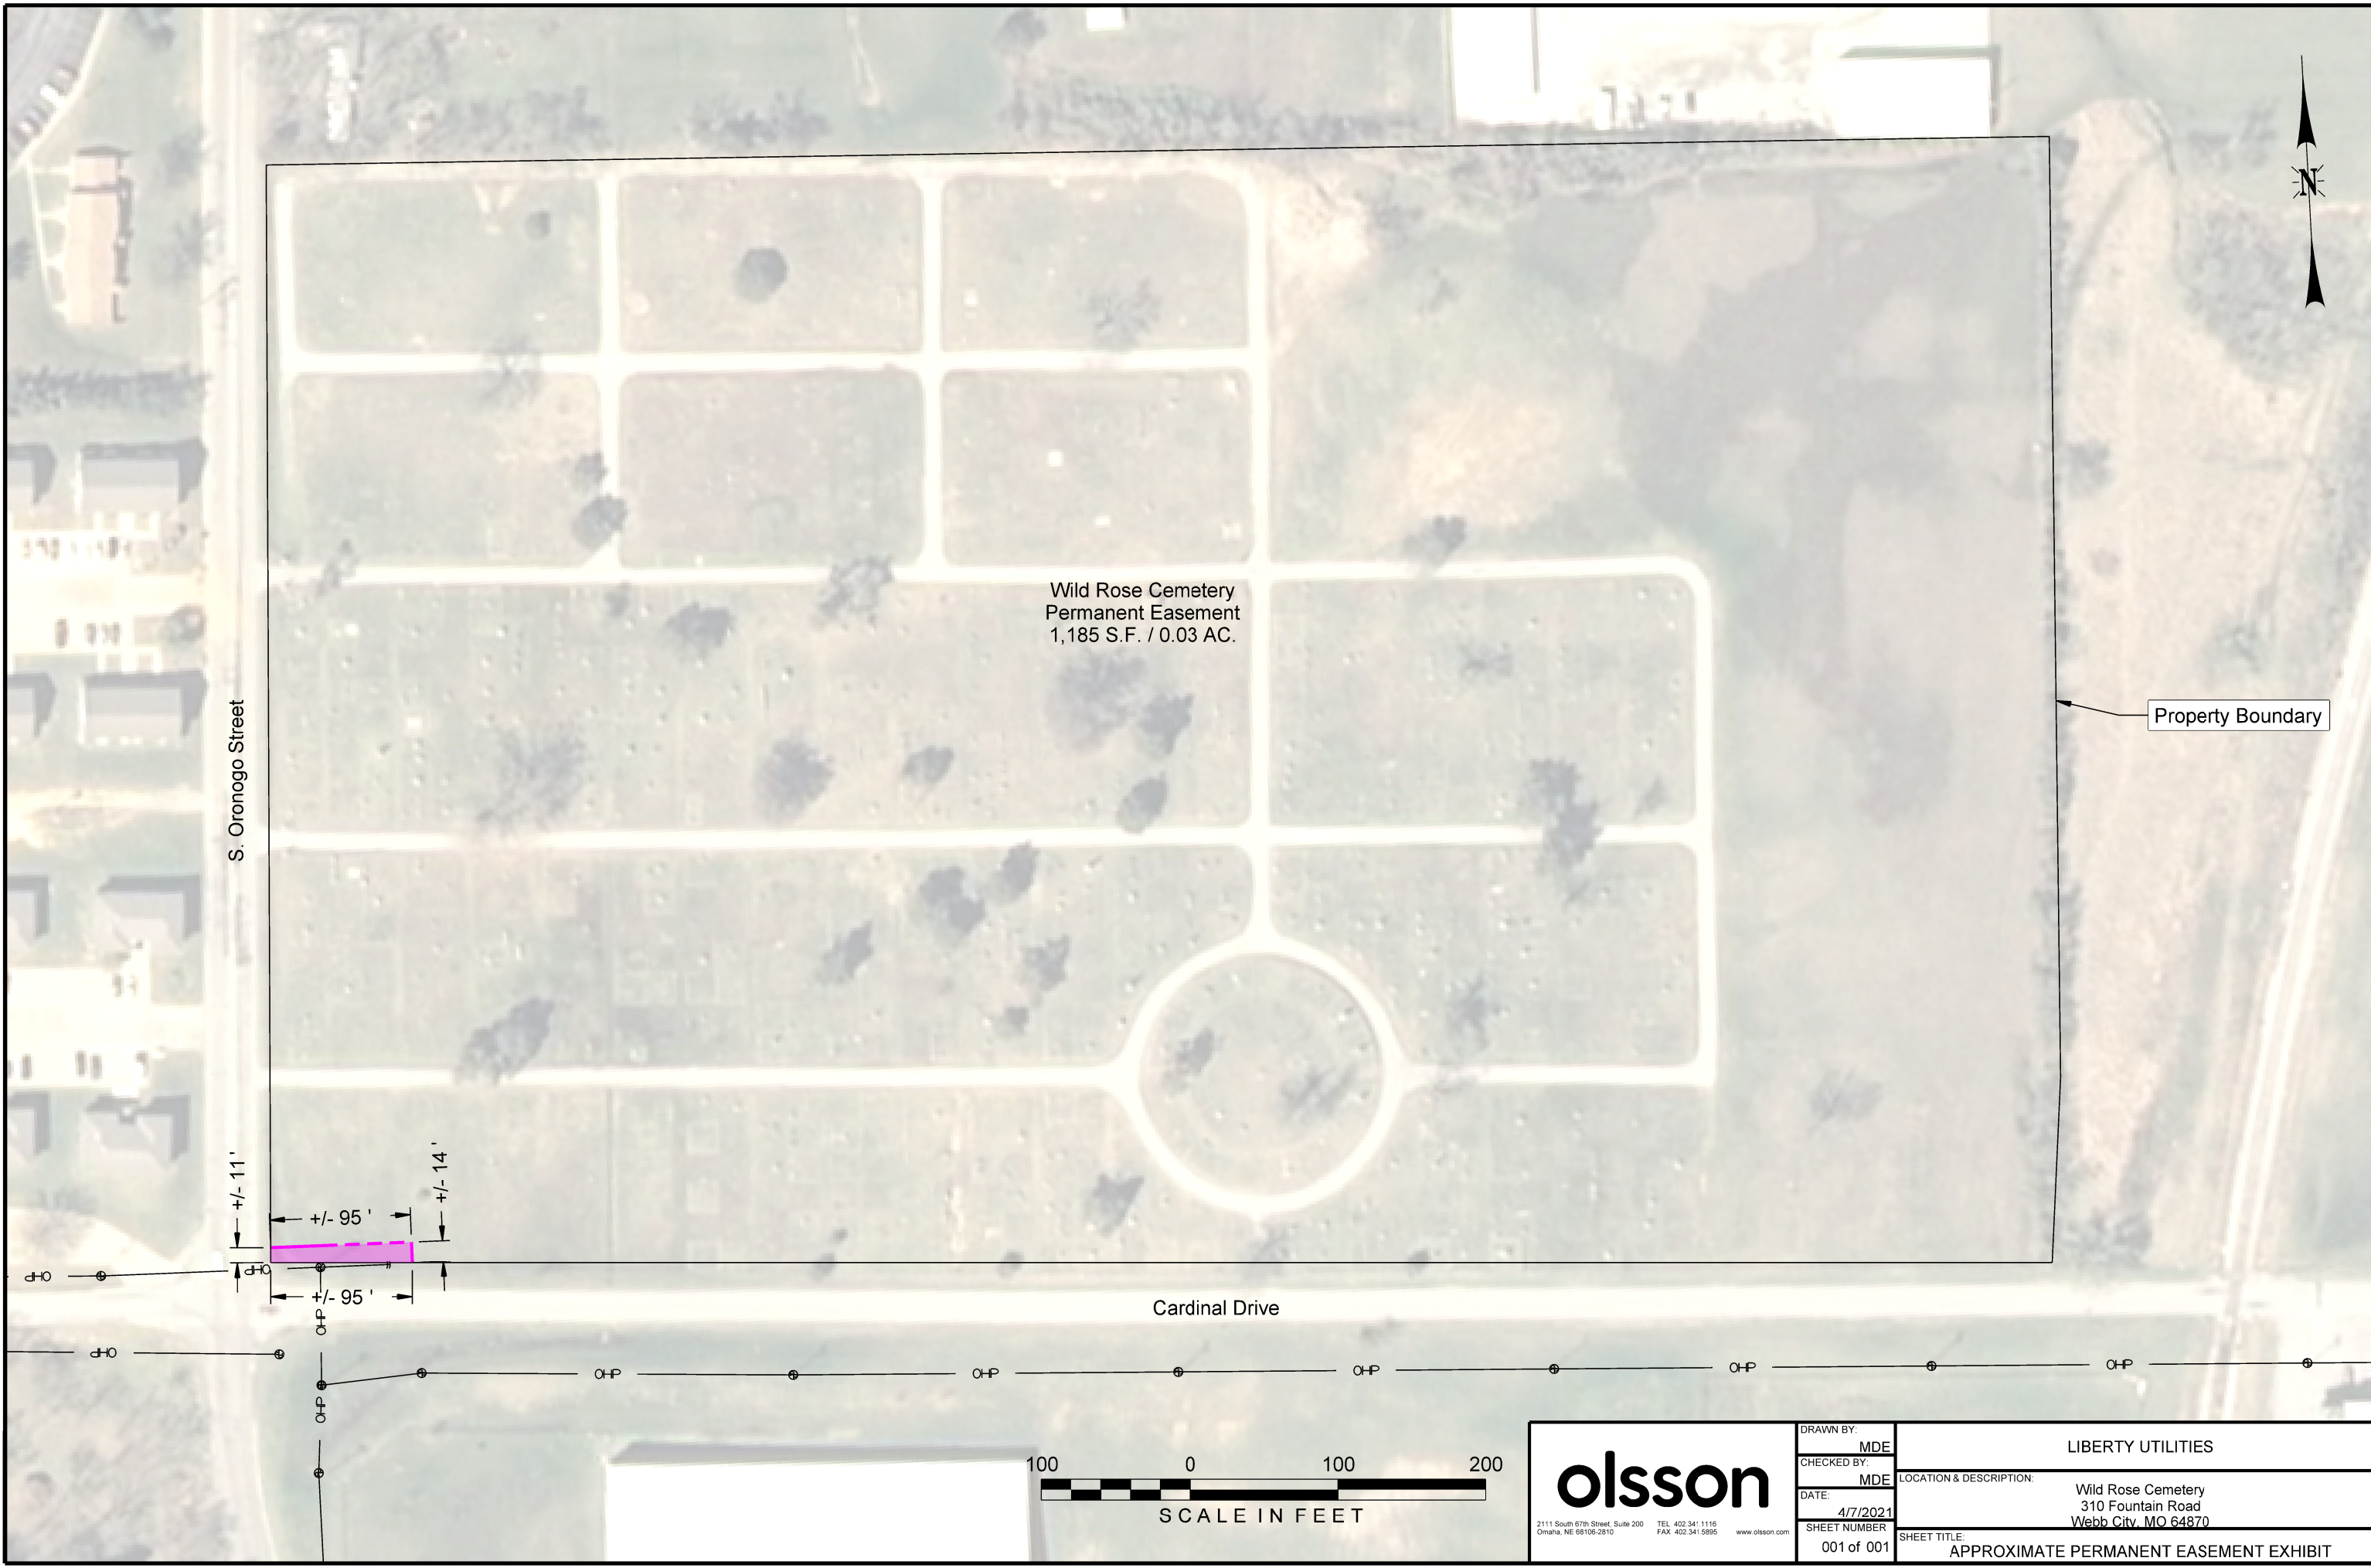 N
Wild Rose Cemetery
Permanent Easement
1,185 S.F. / 0.03 AC.
S. Oronogo Street
Property Boundary
+/- 11'
+/- 14 '
+/- 95 '
+/- 95 '
OHP
OHP
OHP
OHP
Cardinal Drive
OHP
OHP
OHP
OHP
OHP
OHP
100 0 100 200
SCALE IN FEET
olsson
2111 South 67th Street, Suite 200
Omaha, NE 68106-2810
TEL 402.341.1116
FAX 402.341.5895
www.olsson.com
DRAWN BY:
MDE
CHECKED BY:
MDE
DATE:
4/7/2021
SHEET NUMBER
001 of 001
LIBERTY UTILITIES
LOCATION & DESCRIPTION:
Wild Rose Cemetery
310 Fountain Road
Webb City, MO 64870
SHEET TITLE:
APPROXIMATE PERMANENT EASEMENT EXHIBIT